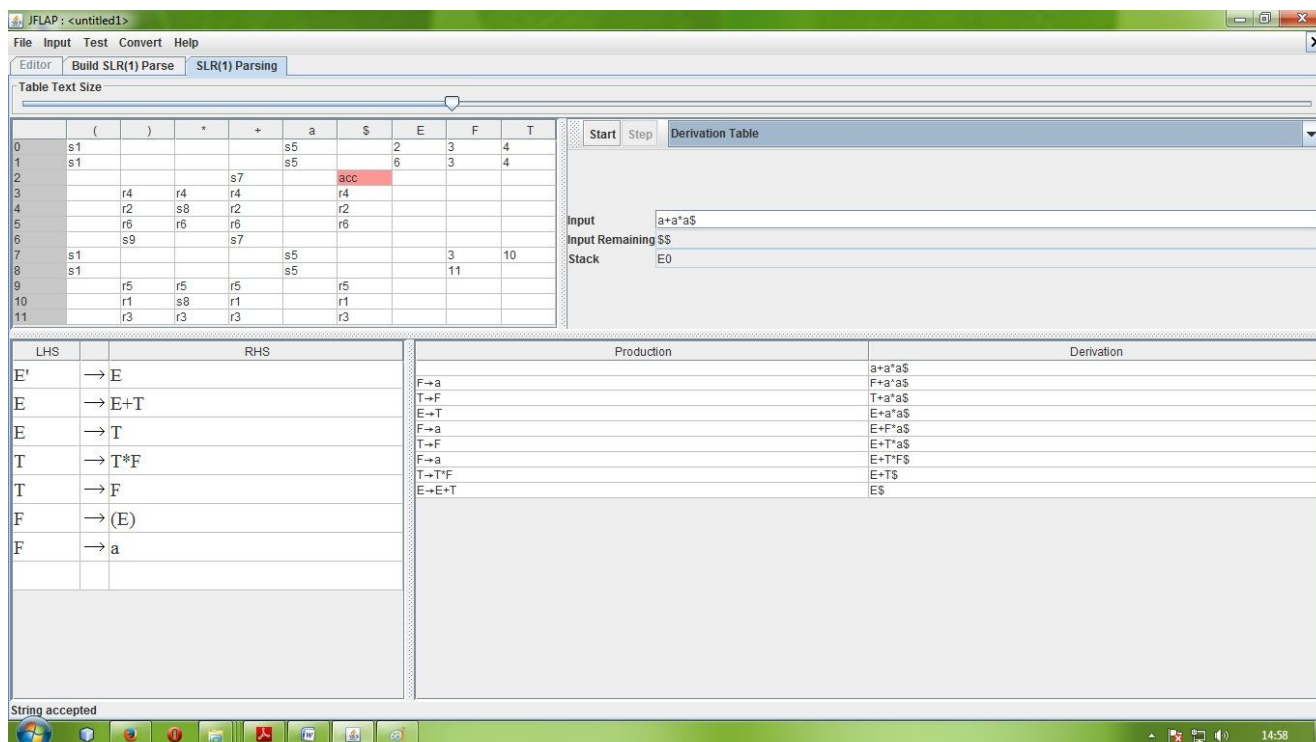 JFLAP : <untitled1>
File Input Test Convert Help
Editor Build SLR(1) Parse SLR(1) Parsing
Table Text Size
( ) * + a $ E F T
0 s1 s5 2 3 4
1 s1 s5 6 3 4
2 s7 acc
3 r4 r4 r4 r4
4 r2 s8 r2 r2
5 r6 r6 r6 r6
6 s9 s7
7 s1 s5 3 10
8 s1 s5 11
9 r5 r5 r5 r5
10 r1 s8 r1 r1
11 r3 r3 r3 r3
Start Step Derivation Table
Input a+a*a$
Input Remaining $$
Stack E0
LHS RHS
E' → E
E → E+T
E → T
T → T*F
T → F
F → (E)
F → a
Production Derivation
a+a*a$
F→a F+a*a$
T→F T+a*a$
E→T E+a*a$
F→a E+F*a$
T→F E+T*a$
F→a E+T*F$
T→T*F E+T$
E→E+T E$
String accepted
14:58